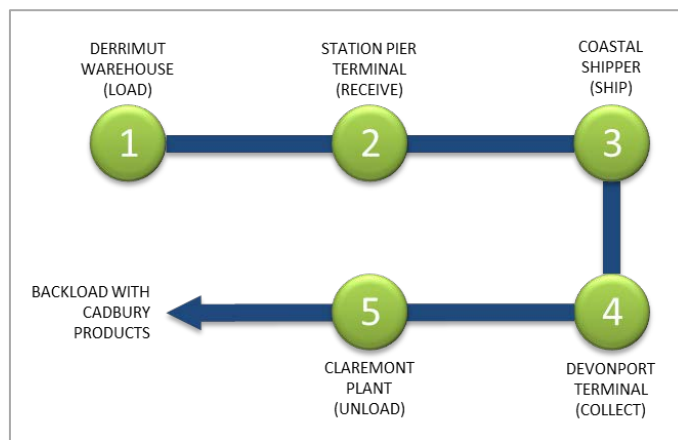 DERRIMUT
WAREHOUSE
(LOAD)
STATION PIER
TERMINAL
(RECEIVE)
COASTAL
SHIPPER
(SHIP)
1
2
3
BACKLOAD WITH
CADBURY
PRODUCTS
5
4
CLAREMONT
PLANT
(UNLOAD)
DEVONPORT
TERMINAL
(COLLECT)